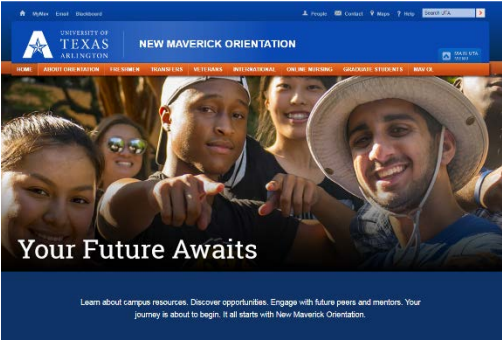 MyMav Email Blackboard
People Contact Maps ? Help
UNIVERSITY OF
TEXAS
ARLINGTON
NEW MAVERICK ORIENTATION
HOME ABOUT ORIENTATION FRESHMEN TRANSFERS VETERANS INTERNATIONAL ONLINE NURSING GRADUATE STUDENTS MAV OL
Your Future Awaits
Learn about campus resources. Discover opportunities. Engage with future peers and mentors. Your
journey is about to begin. It all starts with New Maverick Orientation.